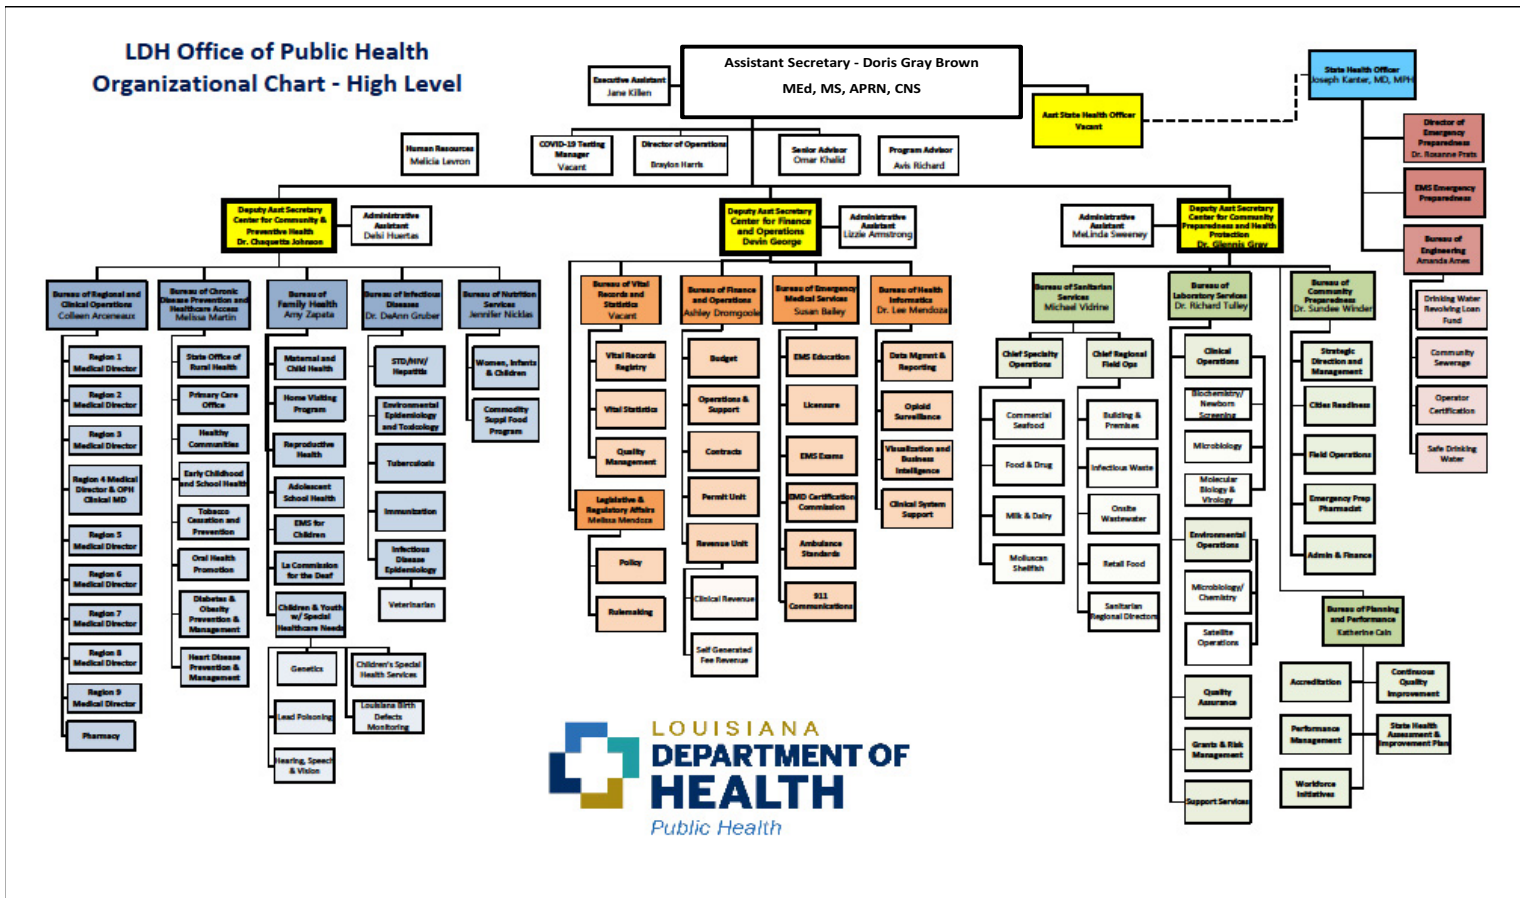 LDH Office of Public Health
Organizational Chart - High Level
Assistant Secretary - Doris Gray Brown
MEd, MS, APRN, CNS
Executive Assistant
Jane Killen
State Health Officer
Joseph Kanter, MD, MPH
Asst State Health Officer
Vacant
Human Resources
Melicia Levron
COVID-19 Testing
Manager
Vacant
Director of Operations
Braylon Harris
Senior Advisor
Omar Khalid
Program Advisor
Avis Richard
Director of
Emergency
Preparedness
Dr. Rosanne Prats
EMS Emergency
Preparedness
Bureau of
Engineering
Amanda Ames
Drinking Water
Revolving Loan
Fund
Community
Sewerage
Operator
Certification
Safe Drinking
Water
Deputy Asst Secretary
Center for Community &
Preventive Health
Dr. Chaquetta Johnson
Administrative
Assistant
Delsi Huertas
Deputy Asst Secretary
Center for Finance
and Operations
Devin George
Administrative
Assistant
Lizzie Armstrong
Administrative
Assistant
MeLinda Sweeney
Deputy Asst Secretary
Center for Community
Preparedness and Health
Protection
Dr. Glennis Gray
Bureau of Regional and
Clinical Operations
Colleen Arceneaux
Region 1
Medical Director
Region 2
Medical Director
Region 3
Medical Director
Region 4 Medical
Director & OPH
Clinical MD
Region 5
Medical Director
Region 6
Medical Director
Region 7
Medical Director
Region 8
Medical Director
Region 9
Medical Director
Pharmacy
Bureau of Chronic
Disease Prevention and
Healthcare Access
Melissa Martin
State Office of
Rural Health
Primary Care
Office
Healthy
Communities
Early Childhood
and School Health
Tobacco
Cessation and
Prevention
Oral Health
Promotion
Diabetes &
Obesity
Prevention &
Management
Heart Disease
Prevention &
Management
Bureau of
Family Health
Amy Zapata
Maternal and
Child Health
Home Visiting
Program
Reproductive
Health
Adolescent
School Health
EMS for
Children
La Commission
for the Deaf
Children & Youth
w/ Special
Healthcare Needs
Genetics
Lead Poisoning
Hearing, Speech
& Vision
Children's Special
Health Services
Louisiana Birth
Defects
Monitoring
Bureau of Infectious
Diseases
Dr. DeAnn Gruber
STD/HIV/
Hepatitis
Environmental
Epidemiology
and Toxicology
Tuberculosis
Immunization
Infectious
Disease
Epidemiology
Veterinarian
Bureau of Nutrition
Services
Jennifer Nicklas
Women, Infants
& Children
Commodity
Suppl Food
Program
Bureau of Vital
Records and
Statistics
Vacant
Vital Records
Registry
Vital Statistics
Quality
Management
Legislative &
Regulatory Affairs
Melissa Mendoza
Policy
Rulemaking
Bureau of Finance
and Operations
Ashley Dromgoole
Budget
Operations &
Support
Contracts
Permit Unit
Revenue Unit
Clinical Revenue
Self Generated
Fee Revenue
Bureau of Emergency
Medical Services
Susan Bailey
EMS Education
Licensure
EMS Exams
EMD Certification
Commission
Ambulance
Standards
911
Communications
Bureau of Health
Informatics
Dr. Lee Mendoza
Data Mgmnt &
Reporting
Opioid
Surveillance
Visualization and
Business
Intelligence
Clinical System
Support
Bureau of Sanitarian
Services
Michael Vidrine
Chief Specialty
Operations
Commercial
Seafood
Food & Drug
Milk & Dairy
Molluscan
Shellfish
Chief Regional
Field Ops
Building &
Premises
Infectious Waste
Onsite
Wastewater
Retail Food
Sanitarian
Regional Directors
Bureau of
Laboratory Services
Dr. Richard Tulley
Clinical
Operations
Biochemistry/
Newborn
Screening
Microbiology
Molecular
Biology &
Virology
Environmental
Operations
Microbiology/
Chemistry
Satellite
Operations
Quality
Assurance
Grants & Risk
Management
Support Services
Bureau of
Community
Preparedness
Dr. Sundee Winder
Strategic
Direction and
Management
Cities Readiness
Field Operations
Emergency Prep
Pharmacist
Admin & Finance
Bureau of Planning
and Performance
Katherine Cain
Accreditation
Continuous
Quality
Improvement
Performance
Management
State Health
Assessment &
Improvement Plan
Workforce
Initiatives
LOUISIANA
DEPARTMENT OF
HEALTH
Public Health